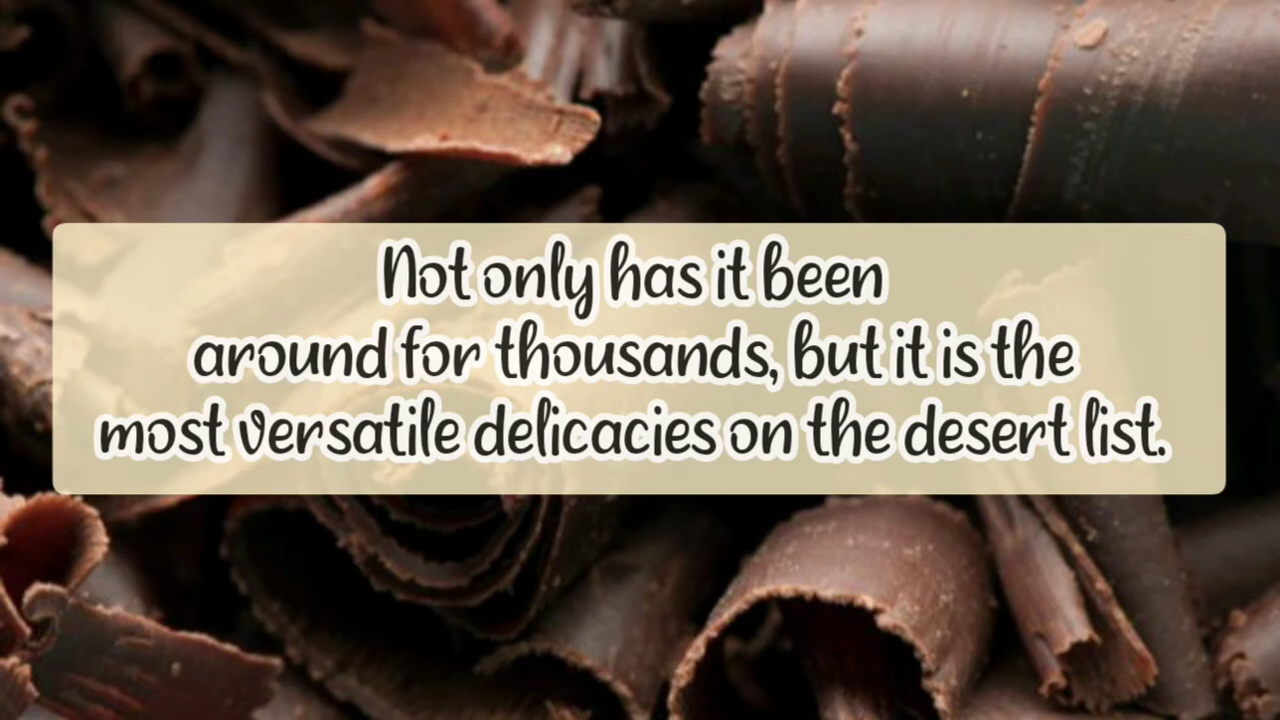 Not only has it been
around for thousands, but it is the
most versatile delicacies on the desert list.